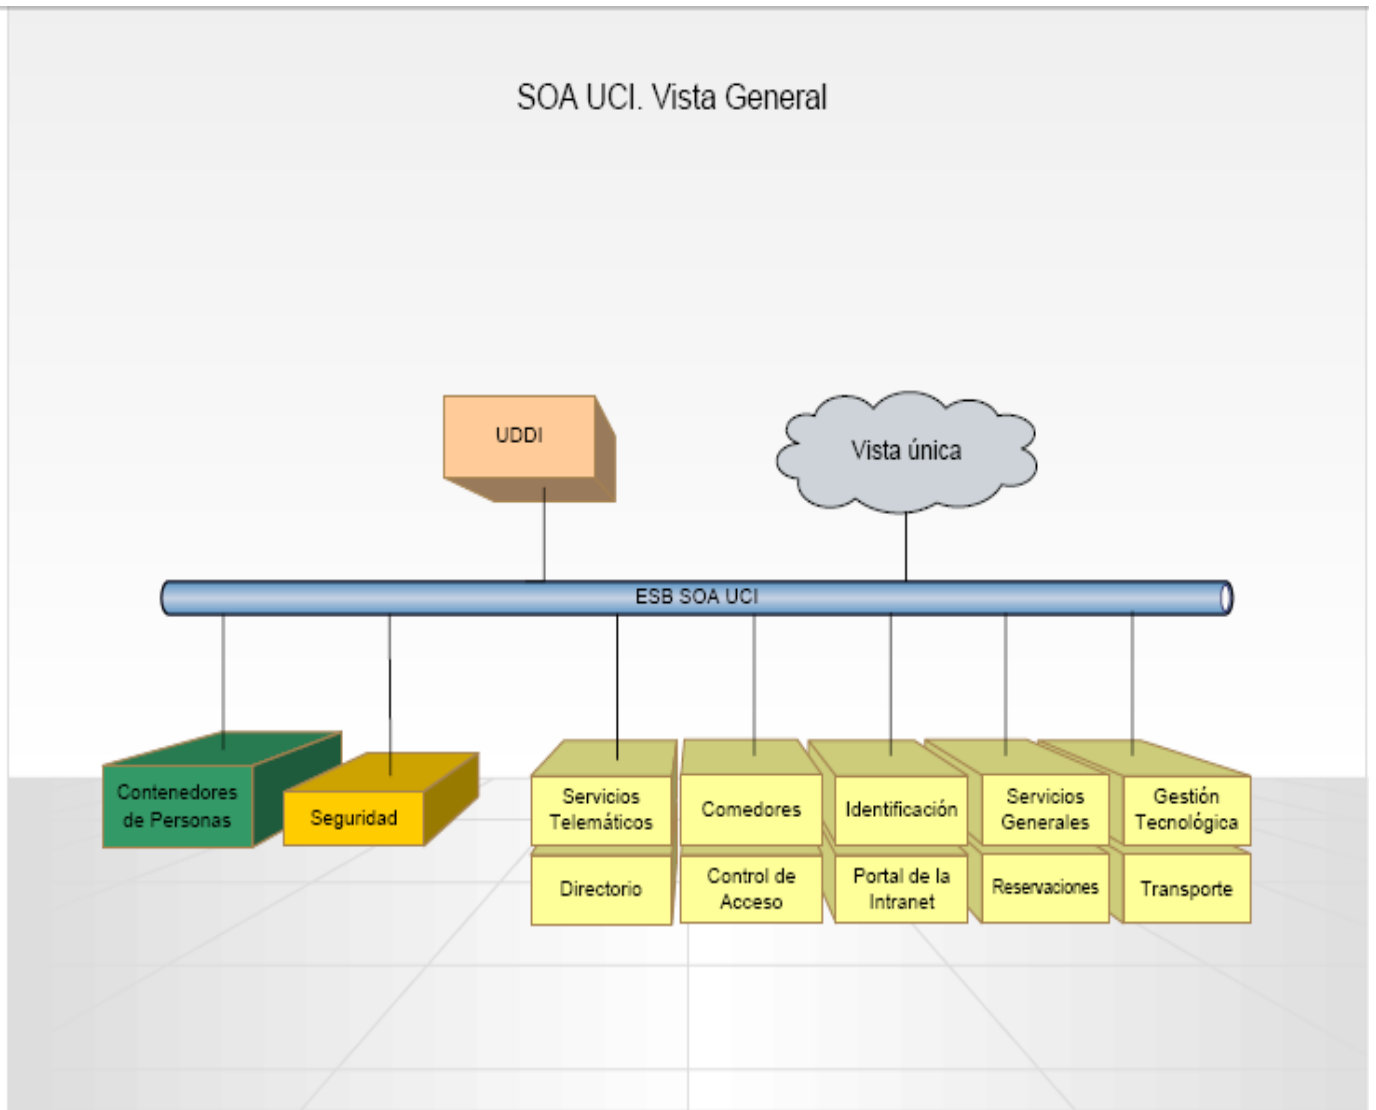 SOA UCI. Vista General
UDDI
Vista única
ESB SOA UCI
Contenedores
de Personas
Seguridad
Servicios
Telemáticos
Comedores
Identificación
Servicios
Generales
Gestión
Tecnológica
Directorio
Control de
Acceso
Portal de la
Intranet
Reservaciones
Transporte